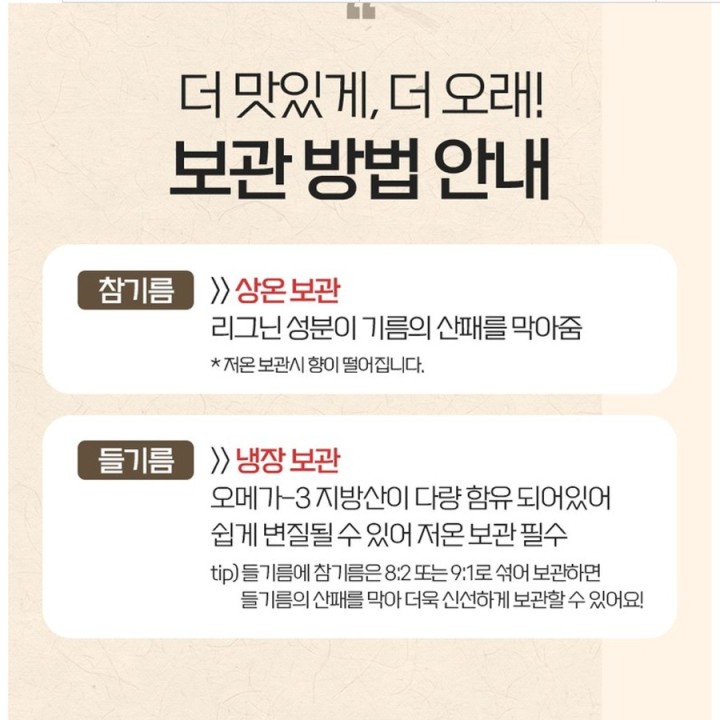 더 맛있게, 더 오래!
보관 방법 안내
참기름 》 상온 보관
리그닌 성분이 기름의 산패를 막아줌
* 저온 보관시 향이 떨어집니다.
들기름 》 냉장 보관
오메가-3 지방산이 다량 함유 되어있어
쉽게 변질될 수 있어 저온 보관 필수
tip) 들기름에 참기름은 8:2 또는 9:1로 섞어 보관하면
들기름의 산패를 막아 더욱 신선하게 보관할 수 있어요!